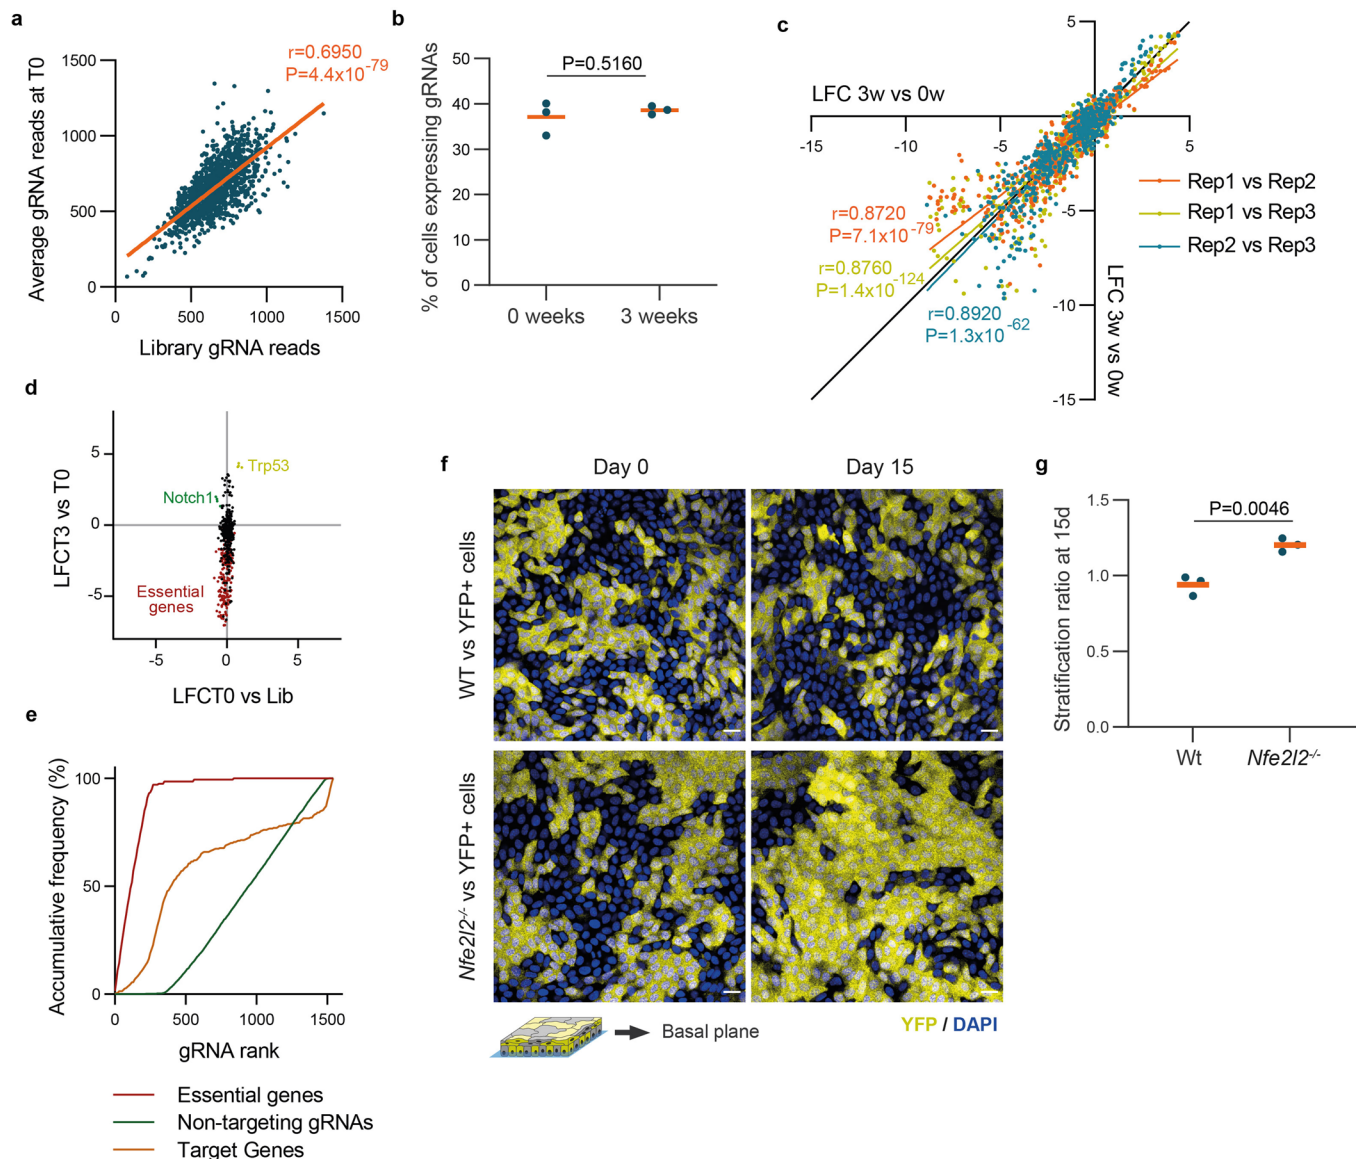 a
r=0.6950
P=4.4x10-79
1500
1000
500
0
Average gRNA reads at T0
0
500
1000
1500
Library gRNA reads
b
P=0.5160
50
40
30
20
10
0
% of cells expressing gRNAs
0 weeks
3 weeks
c
LFC 3w vs 0w
-15
-10
-5
5
5
-5
-10
-15
LFC 3w vs 0w
r=0.8720
P=7.1x10-79
r=0.8760
P=1.4x10-124
r=0.8920
P=1.3x10-62
Rep1 vs Rep2
Rep1 vs Rep3
Rep2 vs Rep3
d
LFCT3 vs T0
5
0
-5
Trp53
Notch1
Essential
genes
-5
0
5
LFCT0 vs Lib
e
Accumulative frequency (%)
100
50
0
0
500
1000
1500
gRNA rank
Essential genes
Non-targeting gRNAs
Target Genes
f
Day 0
Day 15
WT vs YFP+ cells
Nfe2l2-/- vs YFP+ cells
Basal plane
YFP / DAPI
g
P=0.0046
1.5
1.0
0.5
0.0
Stratification ratio at 15d
Wt
Nfe2l2-/-